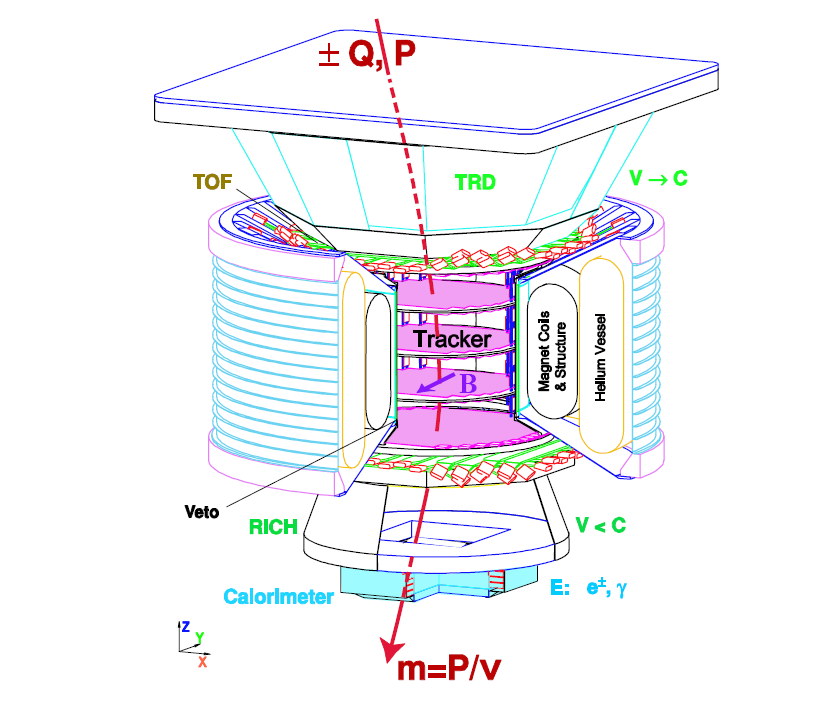 ± Q, P
TOF
TRD
V → C
Tracker
B
Magnet Coils
& Structure
Helium Vessel
Veto
RICH
V < C
Calorimeter
E: e±, γ
Z
Y
X
m=P/v